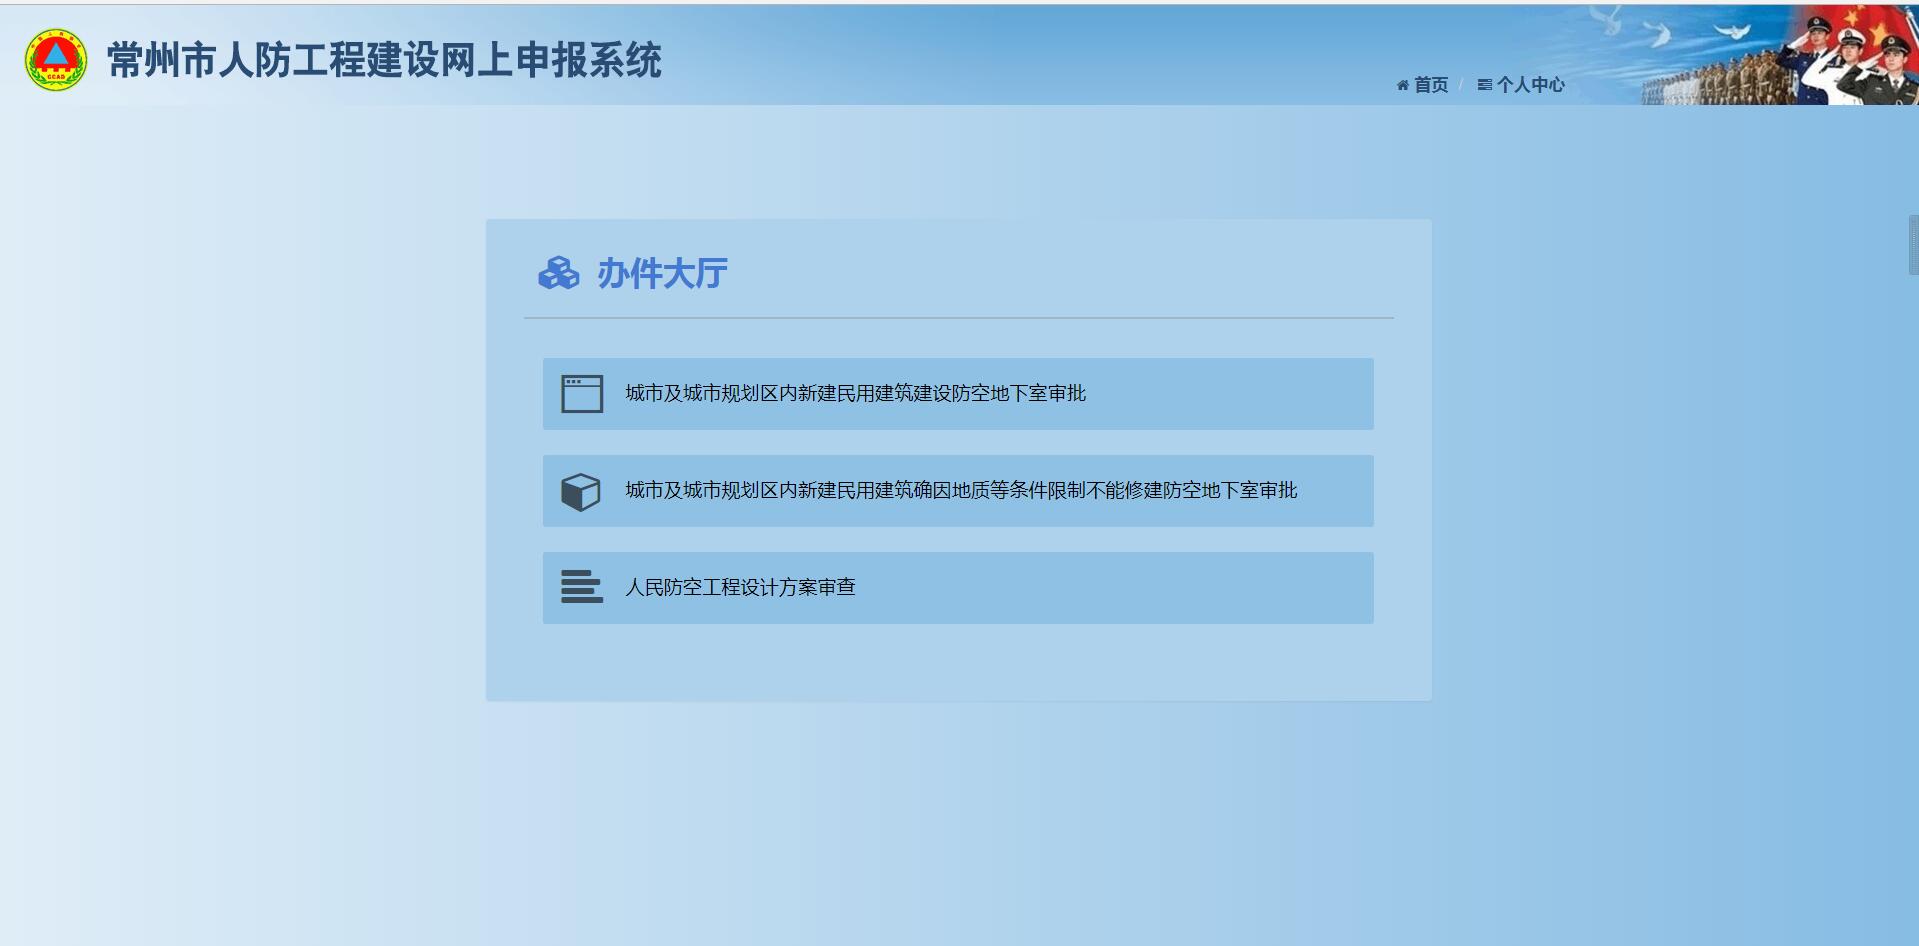 常州市人防工程建设网上申报系统
首页 / 个人中心
办件大厅
城市及城市规划区内新建民用建筑建设防空地下室审批
城市及城市规划区内新建民用建筑确因地质等条件限制不能修建防空地下室审批
人民防空工程设计方案审查